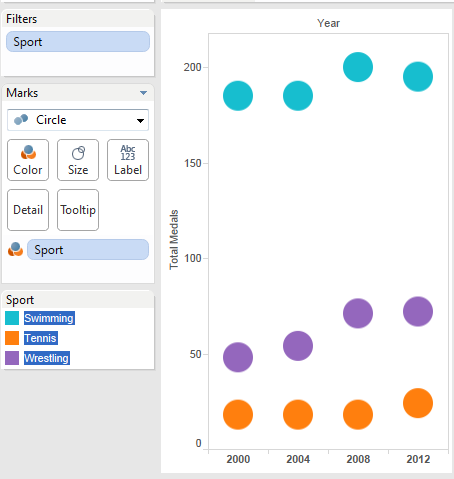 Filters
Sport
Marks
Circle
Color
Size
Abc
123
Label
Detail
Tooltip
Sport
Sport
Swimming
Tennis
Wrestling
Year
Total Medals
200
150
100
50
0
2000 2004 2008 2012